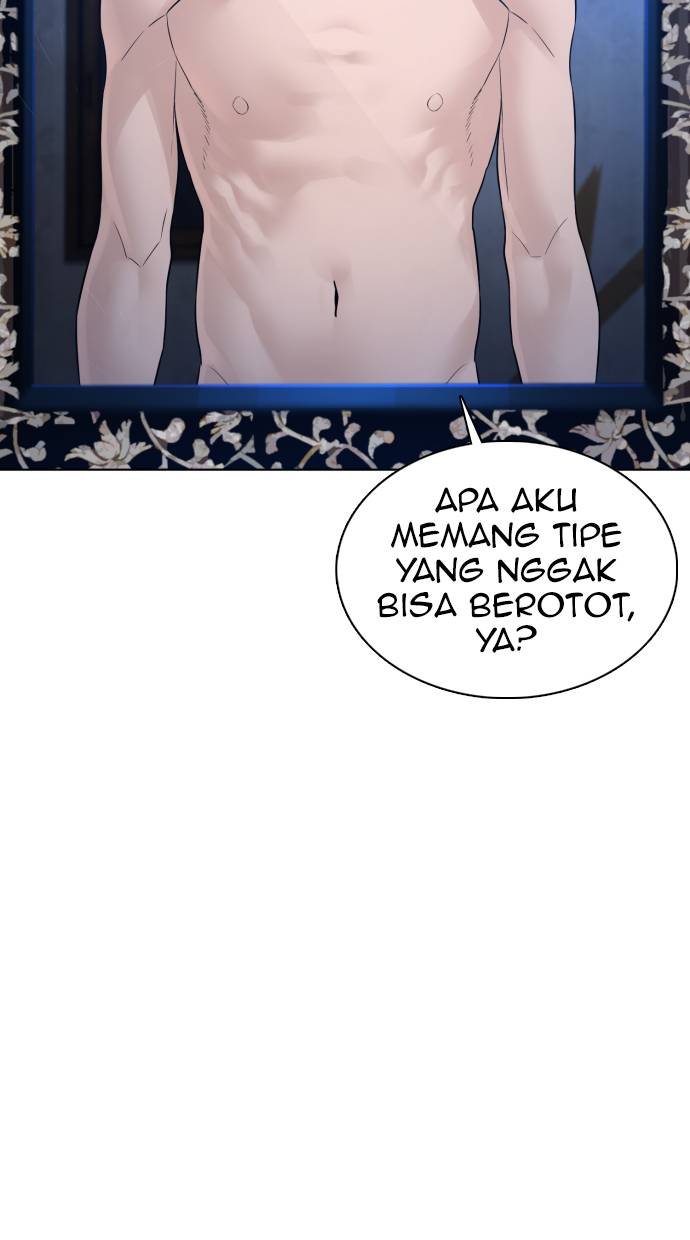 APA AKU
MEMANG TIPE
YANG NGGAK
BISA BEROTOT,
YA?